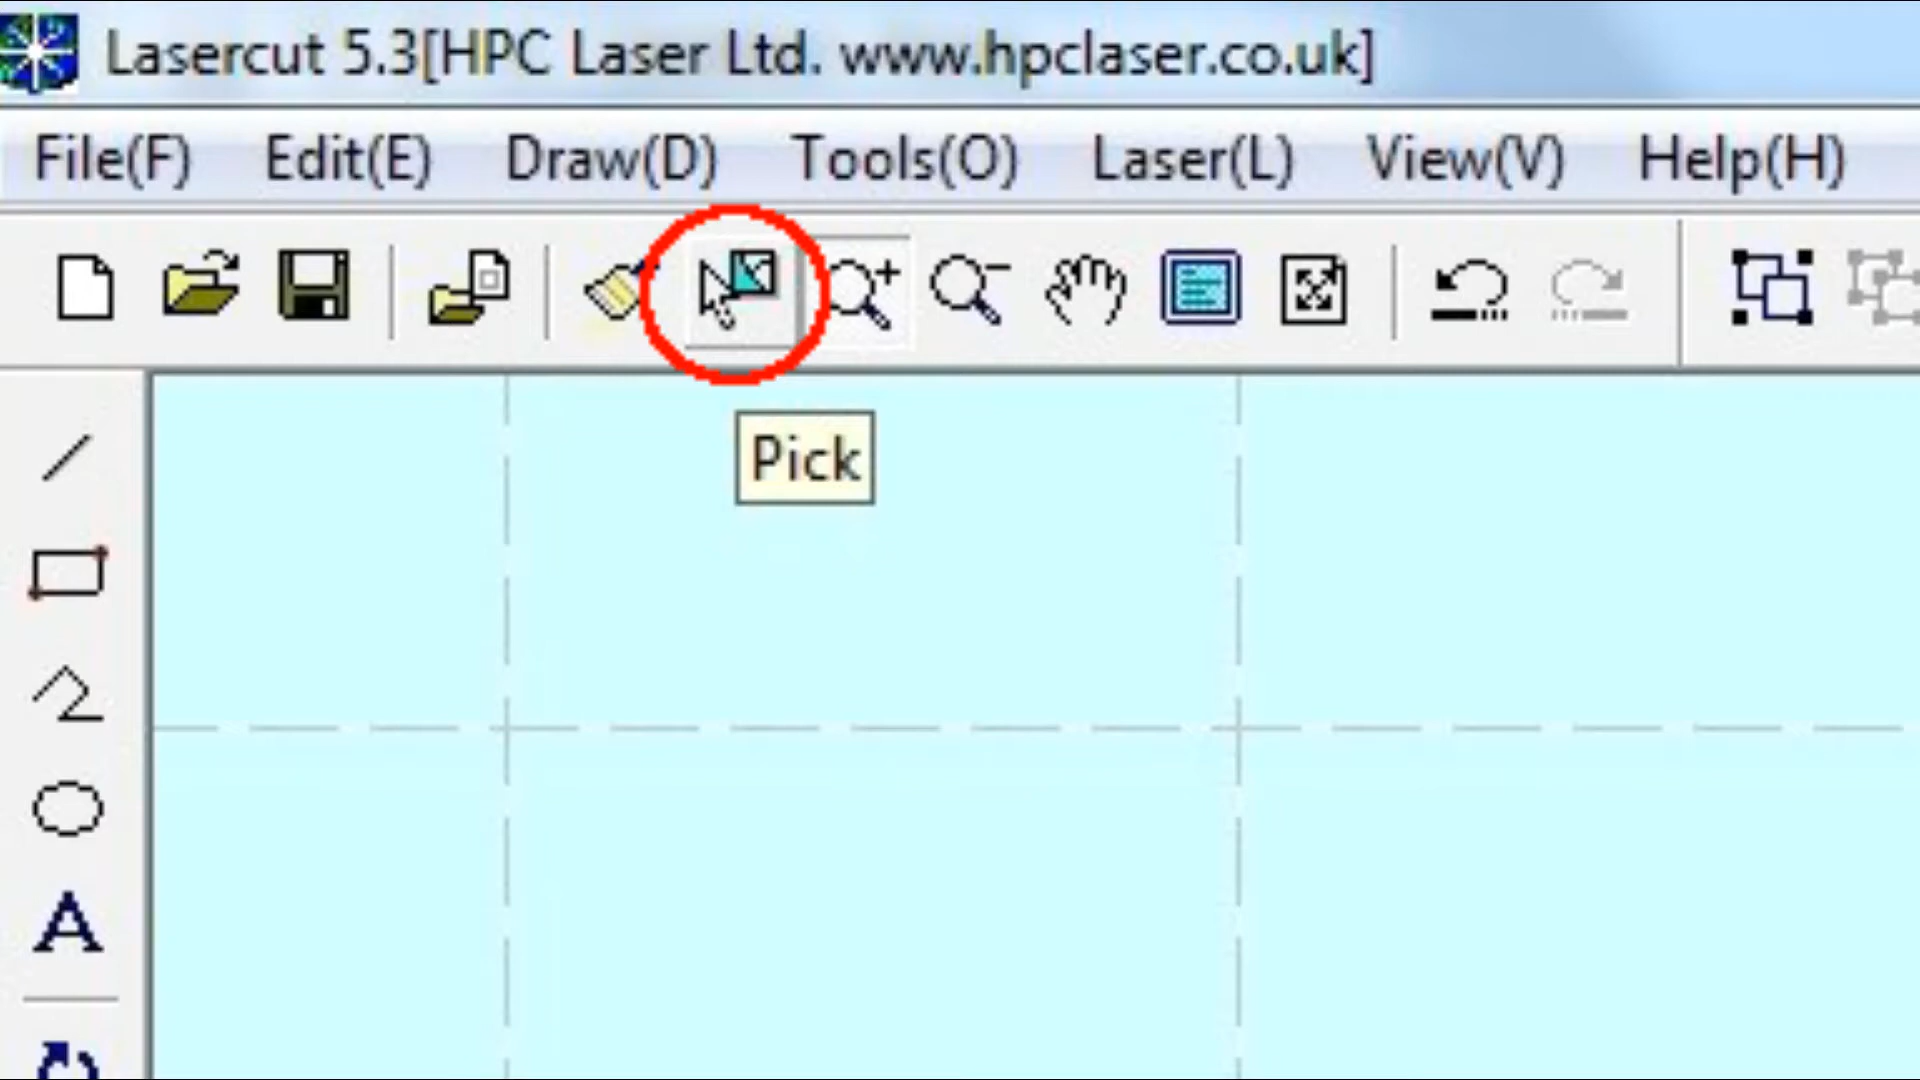 Lasercut 5.3[HPC Laser Ltd. www.hpclaser.co.uk]
File(F) Edit(E) Draw(D) Tools(O) Laser(L) View(V) Help(H)
Pick
A